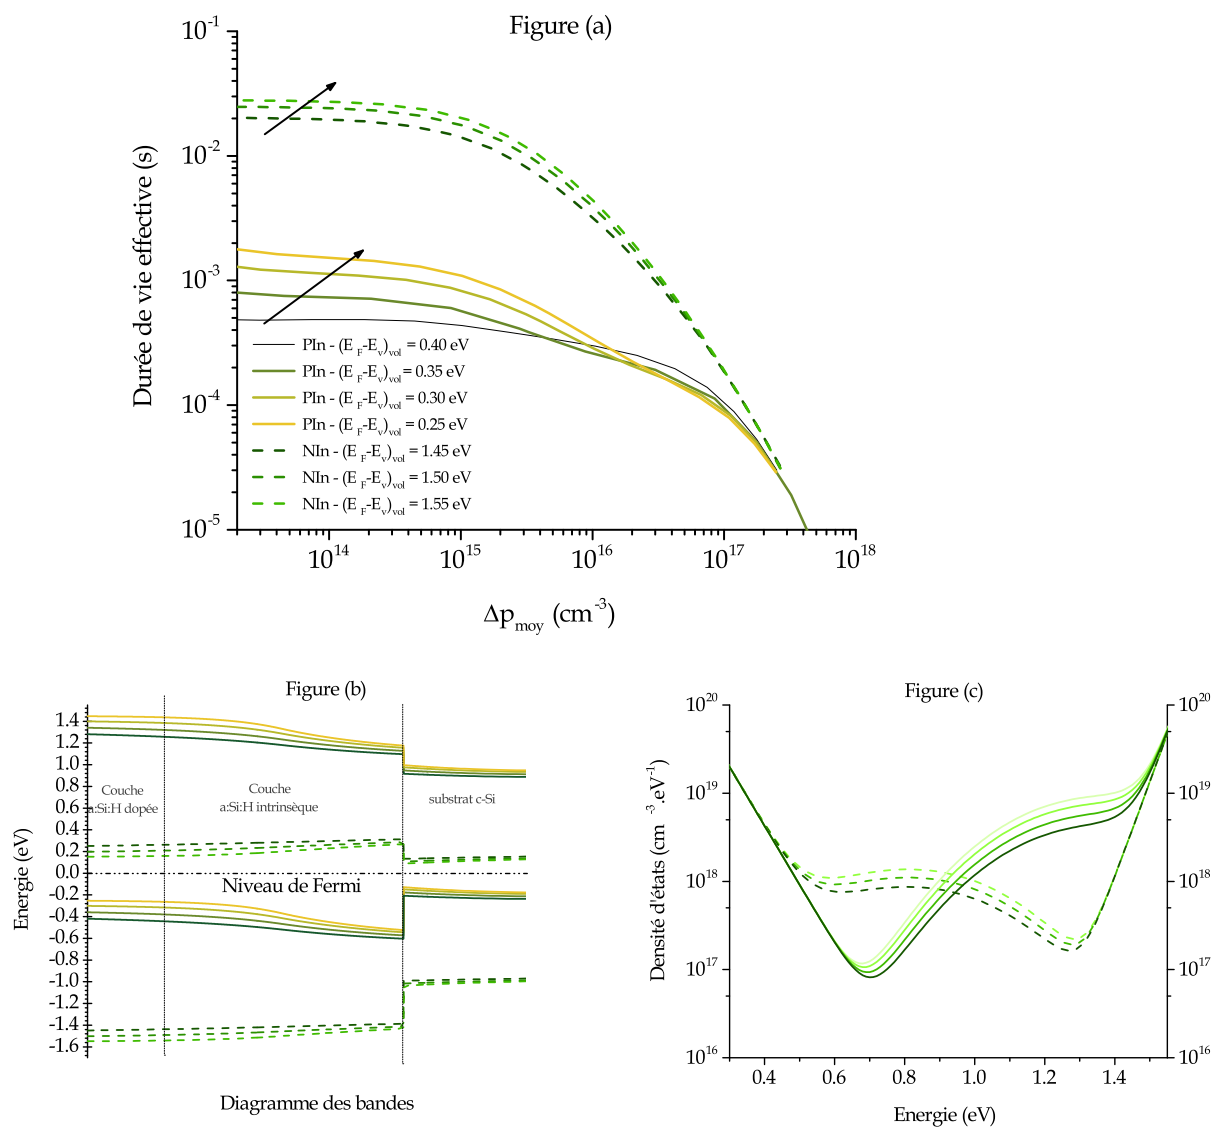 Figure (a)
Durée de vie effective (s)
10-1
10-2
10-3
10-4
10-5
PIn - (E F-Ev)vol = 0.40 eV
PIn - (E F-Ev)vol = 0.35 eV
PIn - (E F-Ev)vol = 0.30 eV
PIn - (E F-Ev)vol = 0.25 eV
NIn - (E F-Ev)vol = 1.45 eV
NIn - (E F-Ev)vol = 1.50 eV
NIn - (E F-Ev)vol = 1.55 eV
1014 1015 1016 1017 1018
Δpmoy (cm-3)
Figure (b)
Energie (eV)
1.4
1.2
1.0
0.8
0.6
0.4
0.2
0.0
-0.2
-0.4
-0.6
-0.8
-1.0
-1.2
-1.4
-1.6
Couche
a:Si:H dopée
Couche
a:Si:H intrinsèque
substrat c-Si
Niveau de Fermi
Diagramme des bandes
Figure (c)
Densité d'états (cm -3 .eV-1)
1020 1020
1019 1019
1018 1018
1017 1017
1016 1016
0.4 0.6 0.8 1.0 1.2 1.4
Energie (eV)